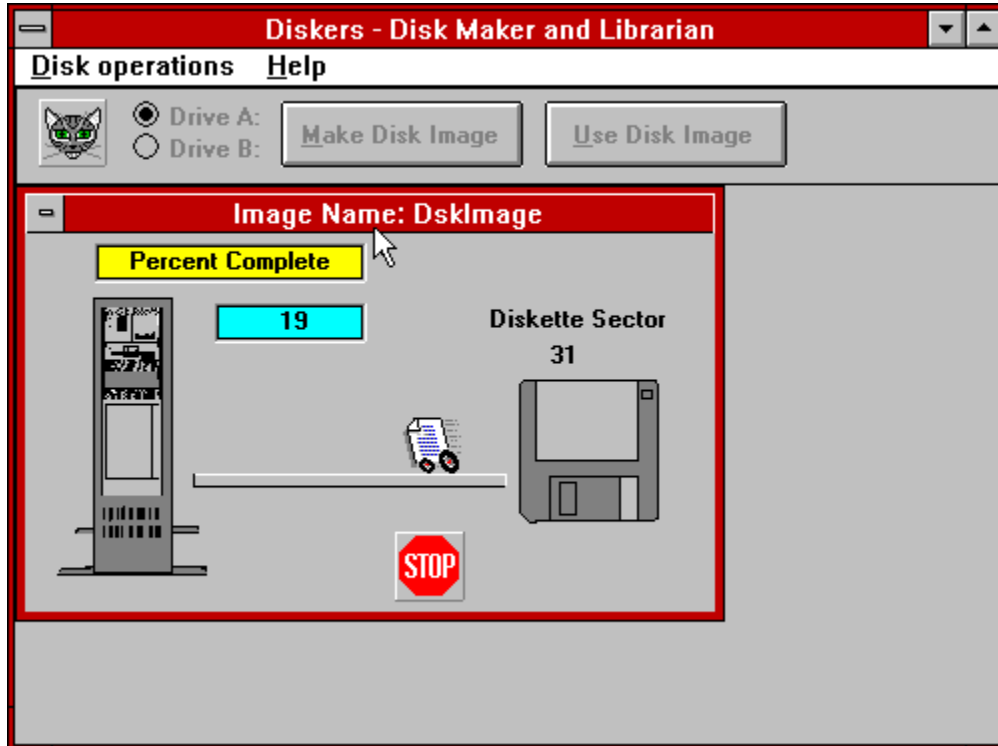 Diskers - Disk Maker and Librarian
Disk operations Help
Drive A:
Drive B:
Make Disk Image
Use Disk Image
Image Name: DskImage
Percent Complete
19
Diskette Sector
31
STOP